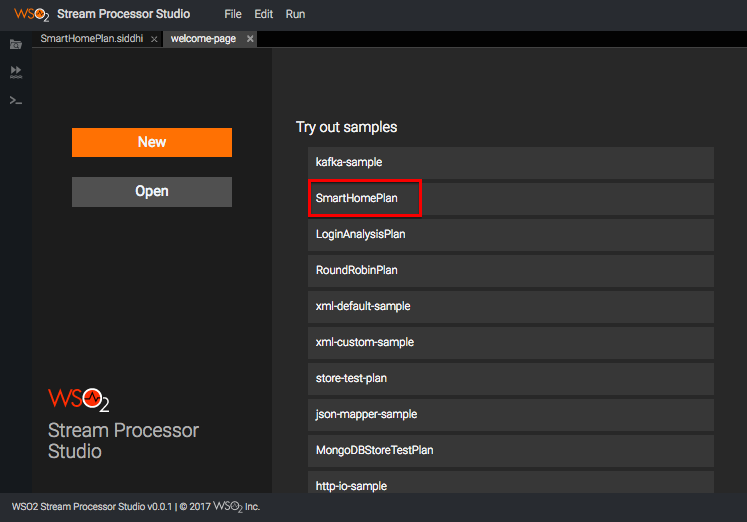 WSO2 Stream Processor Studio File Edit Run
SmartHomePlan.siddhi × welcome-page ×
New
Open
Try out samples
kafka-sample
SmartHomePlan
LoginAnalysisPlan
RoundRobinPlan
xml-default-sample
xml-custom-sample
store-test-plan
json-mapper-sample
MongoDBStoreTestPlan
http-io-sample
WSO2
Stream Processor
Studio
WSO2 Stream Processor Studio v0.0.1 | © 2017 WSO2 Inc.